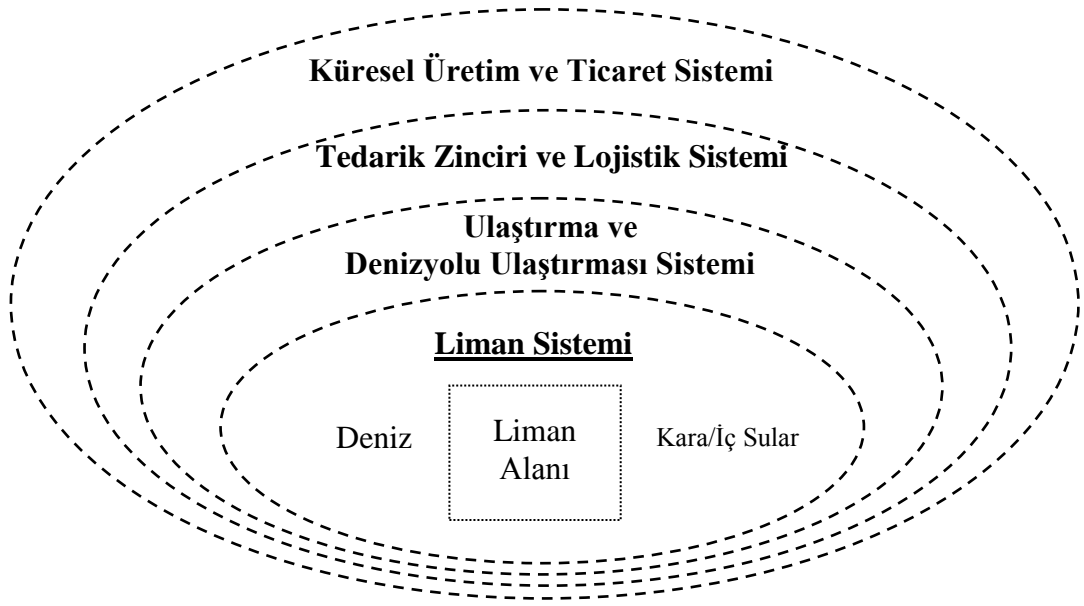 Küresel Üretim ve Ticaret Sistemi
Tedarik Zinciri ve Lojistik Sistemi
Ulaştırma ve
Denizyolu Ulaştırması Sistemi
Liman Sistemi
Deniz
Liman
Alanı
Kara/İç Sular